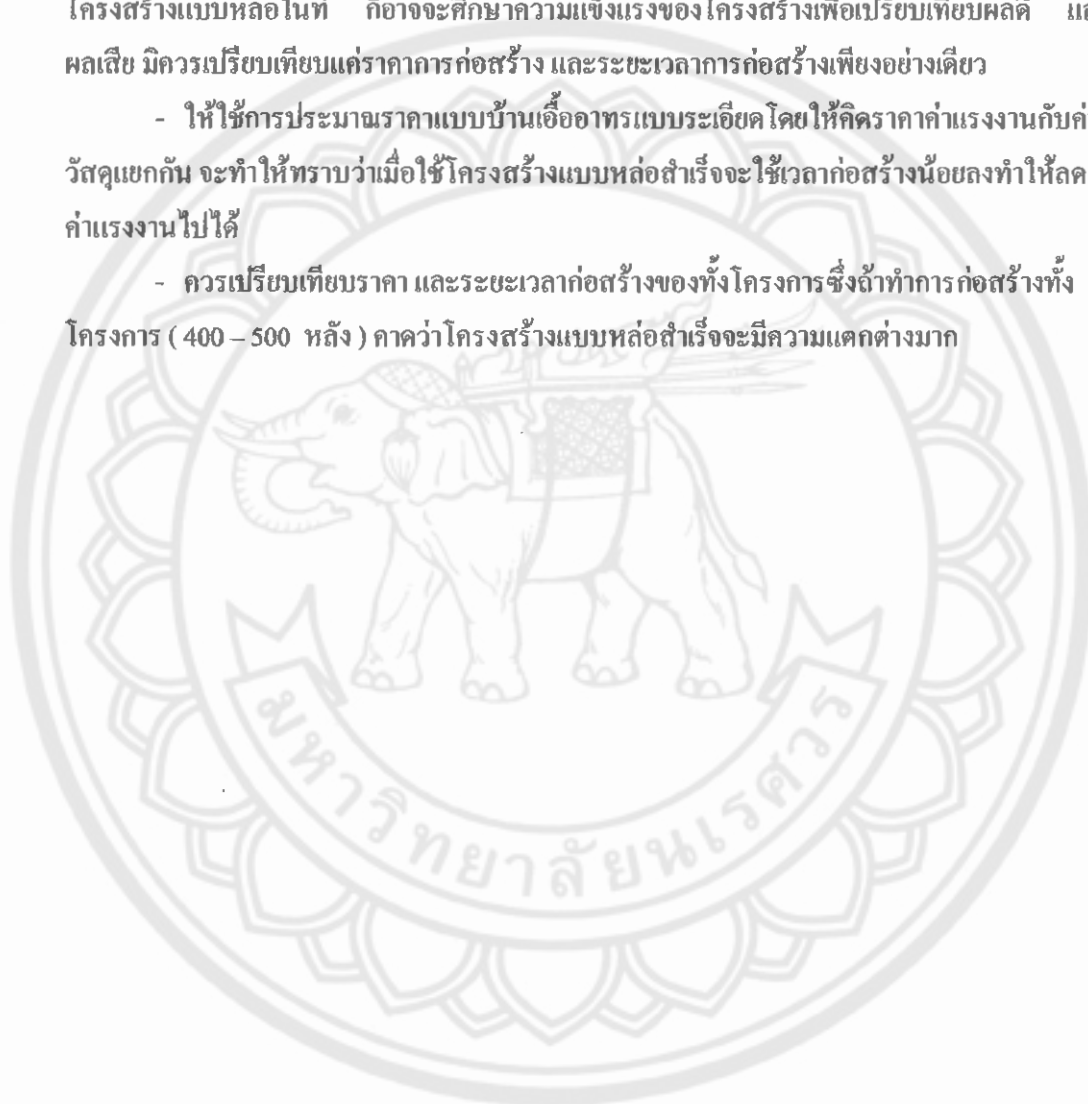 โครงสร้างแบบหล่อในที่ ก็อาจจะศึกษาความแข็งแรงของโครงสร้างเพื่อเปรียบเทียบผลดี
ผลเสีย มิควรเปรียบเทียบแค่ราคาการก่อสร้าง และระยะเวลาการก่อสร้างเพียงอย่างเดียว
- ให้ใช้การประมาณราคาแบบบ้านเอื้ออาทรแบบระเอียดโดยให้คิดราคาค่าแรงงานกับค่
วัสดุแยกกัน จะทำให้ทราบว่าเมื่อใช้โครงสร้างแบบหล่อสำเร็จจะใช้เวลาก่อสร้างน้อยลงทำให้ลด
ค่าแรงงานไปได้
- ควรเปรียบเทียบราคา และระยะเวลาก่อสร้างของทั้งโครงการซึ่งถ้าทำการก่อสร้างทั้ง
โครงการ ( 400 – 500 หลัง ) คาดว่าโครงสร้างแบบหล่อสำเร็จจะมีความแตกต่างมาก
มหาวิทยาลัยนเรศวร